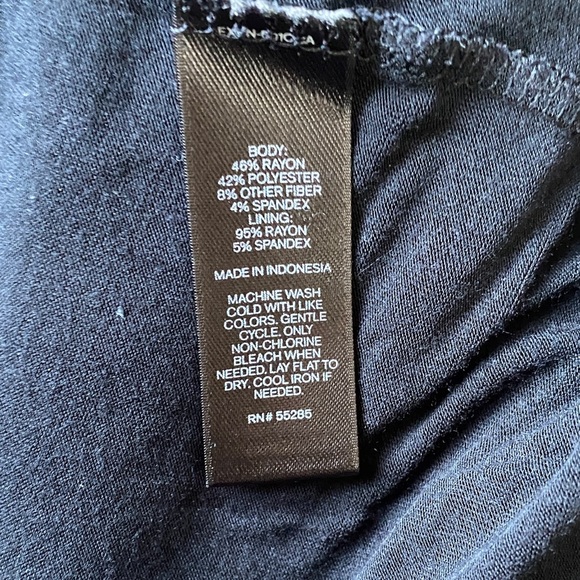 BODY:
46% RAYON
42% POLYESTER
8% OTHER FIBER
4% SPANDEX
LINING:
95% RAYON
5% SPANDEX
MADE IN INDONESIA
MACHINE WASH
COLD WITH LIKE
COLORS. GENTLE
CYCLE. ONLY
NON-CHLORINE
BLEACH WHEN
NEEDED. LAY FLAT TO
DRY. COOL IRON IF
NEEDED.
RN# 55285